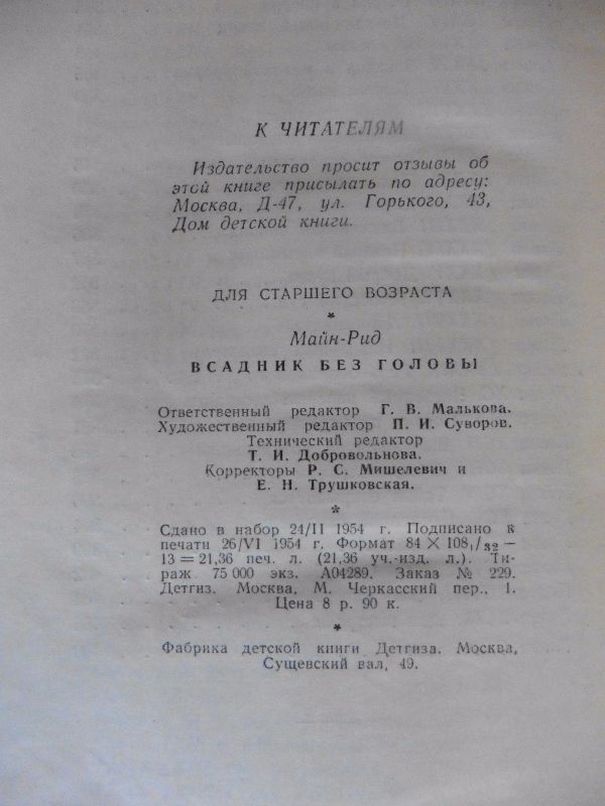 К ЧИТАТЕЛЯМ
Издательство просит отзывы об
этой книге присылать по адресу:
Москва, Д-47, ул. Горького, 43,
Дом детской книги.
ДЛЯ СТАРШЕГО ВОЗРАСТА
*
Майн-Рид
ВСАДНИК БЕЗ ГОЛОВЫ
Ответственный редактор Г. В. Малькова.
Художественный редактор П. И. Суворов.
Технический редактор
Т. И. Добровольнова.
Корректоры Р. С. Мишелевич и
Е. Н. Трушковская.
*
Сдано в набор 24/II 1954 г. Подписано к
печати 26/VI 1954 г. Формат 84 × 108 1/32 —
13 = 21,36 печ. л. (21,36 уч.-изд. л.). Ти-
раж 75 000 экз. А04289. Заказ № 229.
Детгиз. Москва, М. Черкасский пер., 1.
Цена 8 р. 90 к.
*
Фабрика детской книги Детгиза. Москва,
Сущевский вал, 49.